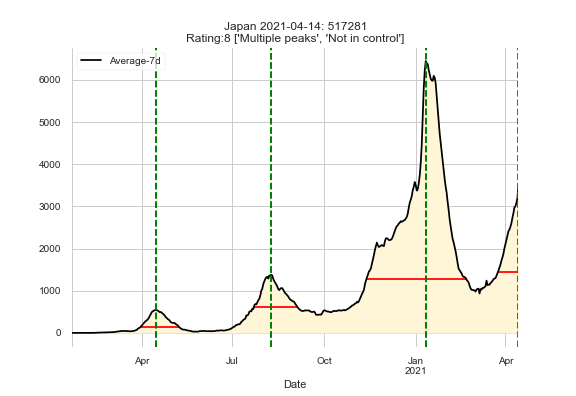 Japan 2021-04-14: 517281
Rating:8 ['Multiple peaks', 'Not in control']
Average-7d
6000
5000
4000
3000
2000
1000
0
Apr
Jul
Oct
Jan
2021
Apr
Date